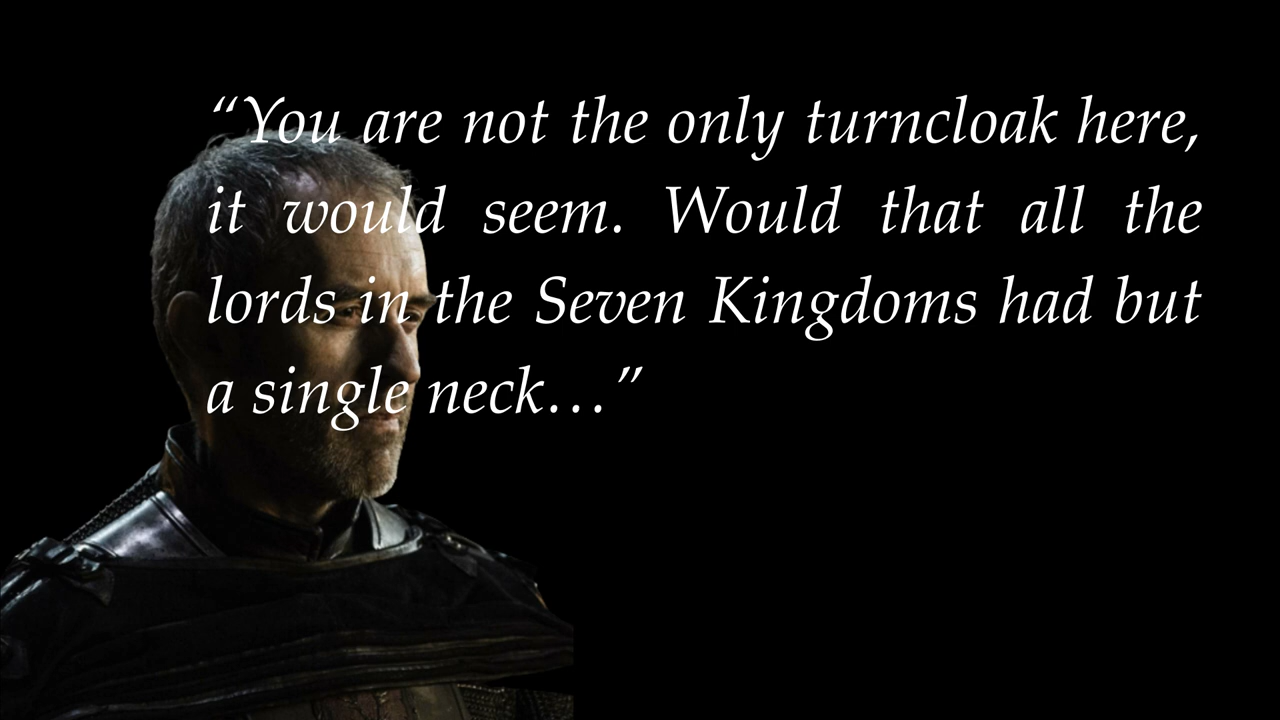 “You are not the only turncloak here,
it would seem. Would that all the
lords in the Seven Kingdoms had but
a single neck…”